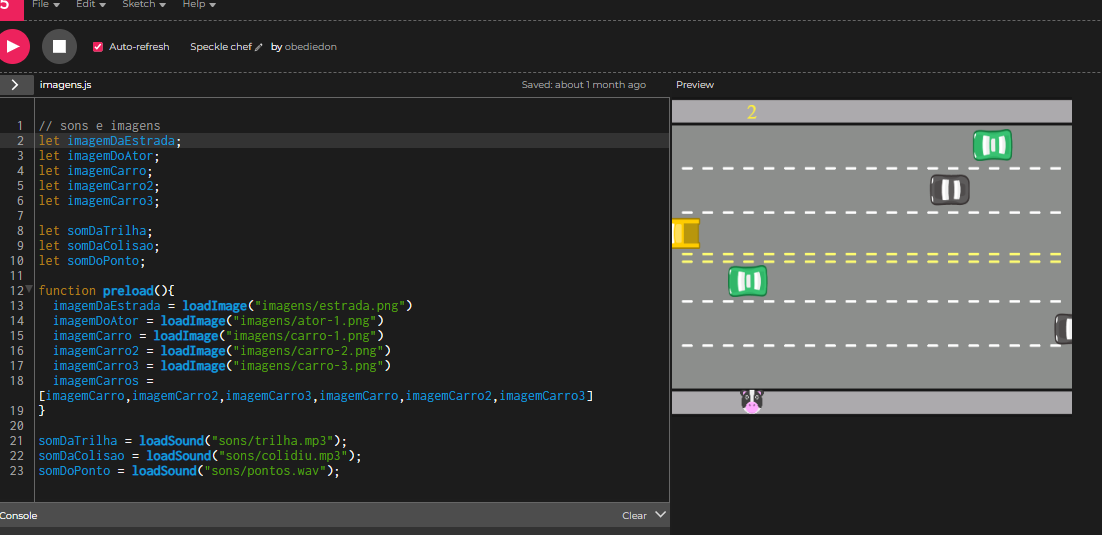 5 File Edit Sketch Help
Auto-refresh Speckle chef by obediedon
imagens.js Saved: about 1 month ago Preview
2
1 // sons e imagens
2 let imagemDaEstrada;
3 let imagemDoAtor;
4 let imagemCarro;
5 let imagemCarro2;
6 let imagemCarro3;
7
8 let somDaTrilha;
9 let somDaColisao;
10 let somDoPonto;
11
12 function preload(){
13 imagemDaEstrada = loadImage("imagens/estrada.png")
14 imagemDoAtor = loadImage("imagens/ator-1.png")
15 imagemCarro = loadImage("imagens/carro-1.png")
16 imagemCarro2 = loadImage("imagens/carro-2.png")
17 imagemCarro3 = loadImage("imagens/carro-3.png")
18 imagemCarros =
[imagemCarro,imagemCarro2,imagemCarro3,imagemCarro,imagemCarro2,imagemCarro3]
19 }
20
21 somDaTrilha = loadSound("sons/trilha.mp3");
22 somDaColisao = loadSound("sons/colidiu.mp3");
23 somDoPonto = loadSound("sons/pontos.wav");
Console Clear